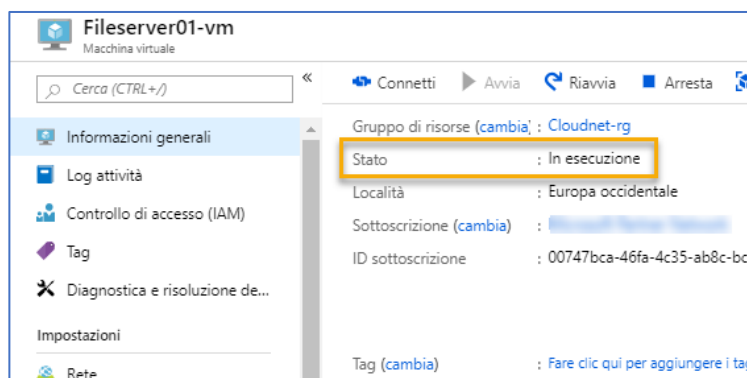 Fileserver01-vm
Macchina virtuale
Cerca (CTRL+/)
«
Connetti Avvia Riavvia Arresta
Informazioni generali
Log attività
Controllo di accesso (IAM)
Tag
Diagnostica e risoluzione de...
Impostazioni
Rete
Gruppo di risorse (cambia) : Cloudnet-rg
Stato : In esecuzione
Località : Europa occidentale
Sottoscrizione (cambia) :
ID sottoscrizione : 00747bca-46fa-4c35-ab8c-bc
Tag (cambia) : Fare clic qui per aggiungere i tag